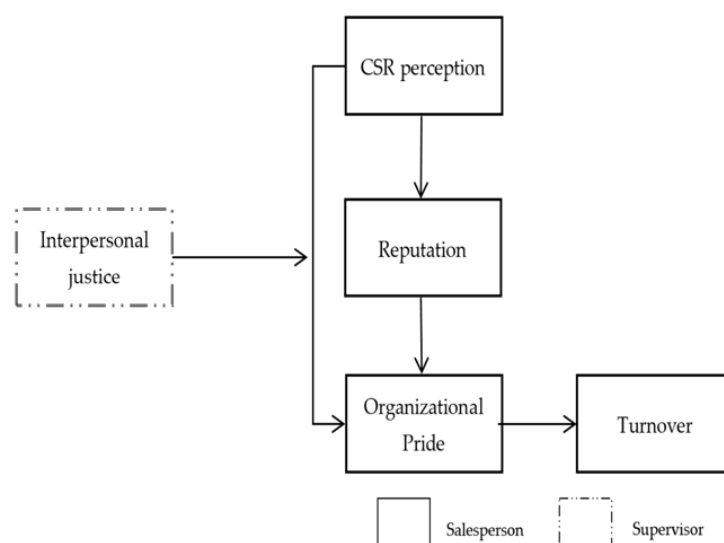 CSR perception
Interpersonal
justice
Reputation
Organizational
Pride
Turnover
Salesperson
Supervisor